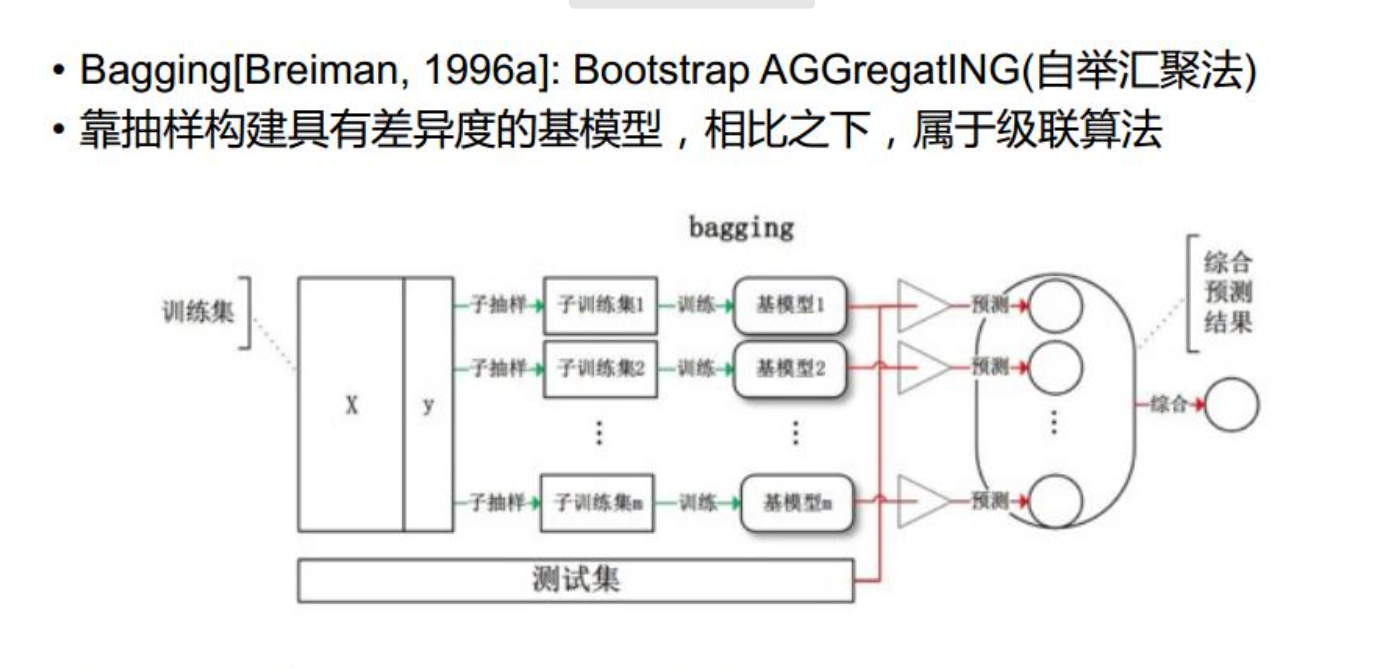 • Bagging[Breiman, 1996a]: Bootstrap AGGregatING(自举汇聚法)
• 靠抽样构建具有差异度的基模型，相比之下，属于级联算法
bagging
训练集
X
y
子抽样
子训练集1
训练
基模型1
预测
子抽样
子训练集2
训练
基模型2
预测
⋮
⋮
⋮
子抽样
子训练集m
训练
基模型m
预测
综合
预测
结果
综合
测试集